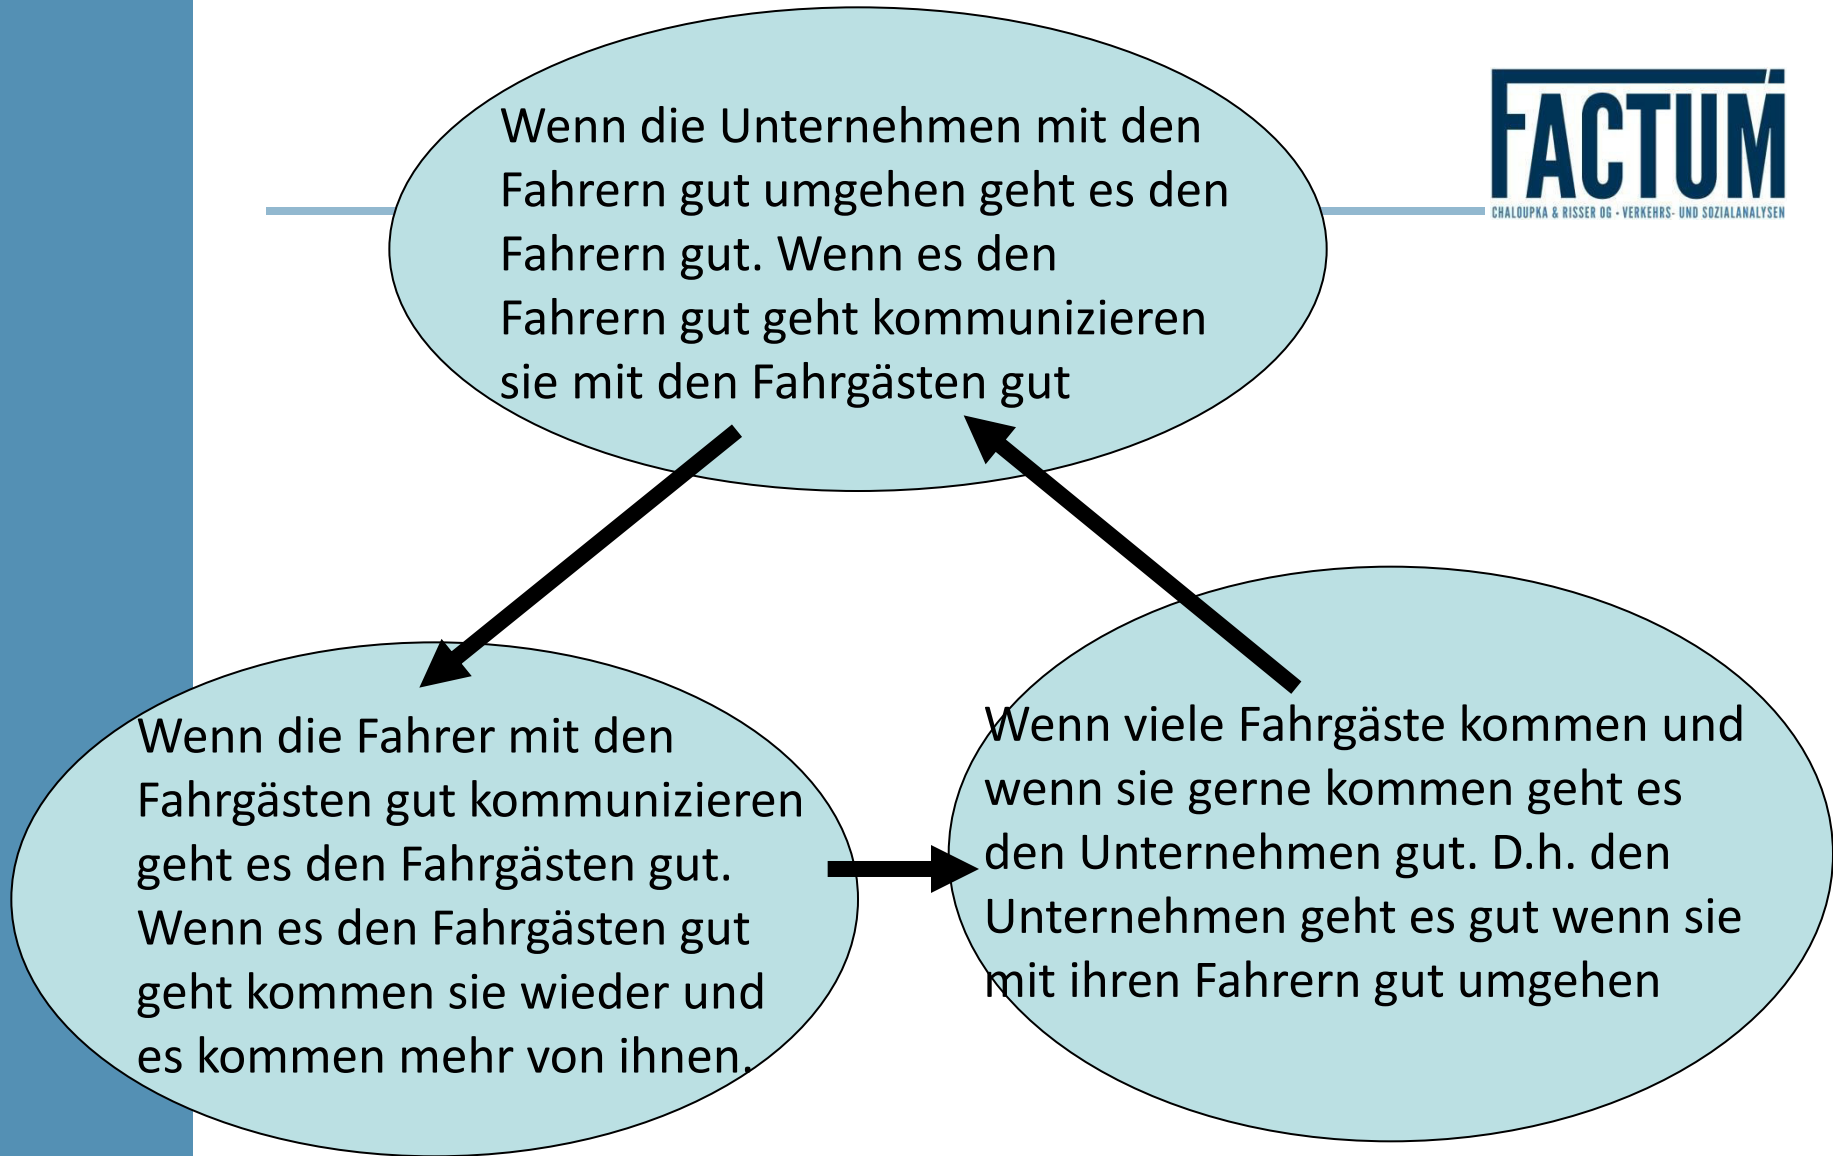 Wenn die Unternehmen mit den
Fahrern gut umgehen geht es den
Fahrern gut. Wenn es den
Fahrern gut geht kommunizieren
sie mit den Fahrgästen gut
FACTUM
CHALOUPKA & RISSER OG - VERKEHRS- UND SOZIALANALYSEN
Wenn die Fahrer mit den
Fahrgästen gut kommunizieren
geht es den Fahrgästen gut.
Wenn es den Fahrgästen gut
geht kommen sie wieder und
es kommen mehr von ihnen.
Wenn viele Fahrgäste kommen und
wenn sie gerne kommen geht es
den Unternehmen gut. D.h. den
Unternehmen geht es gut wenn sie
mit ihren Fahrern gut umgehen